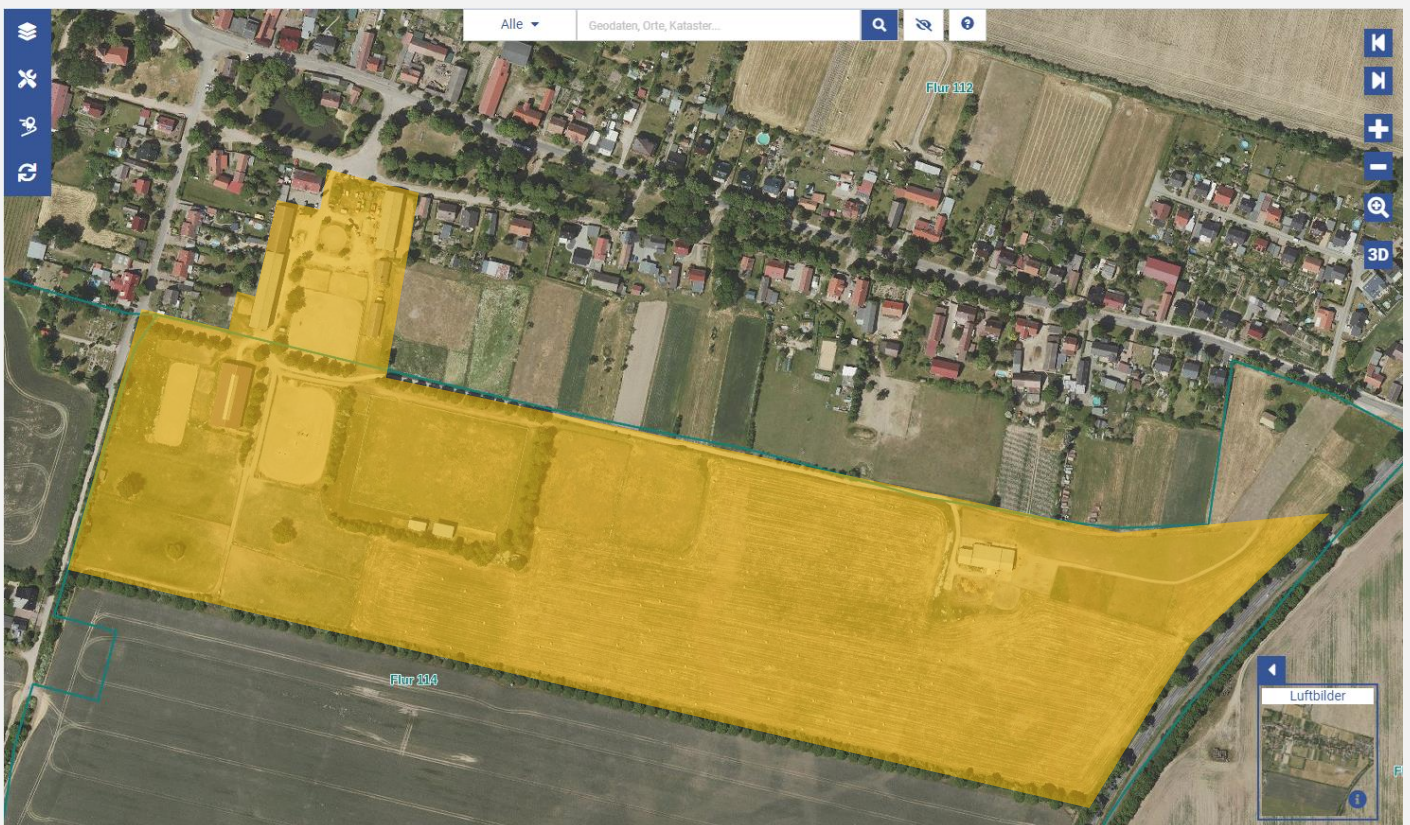 Alle
Geodaten, Orte, Kataster...
Flur 112
3D
Flur 114
Luftbilder